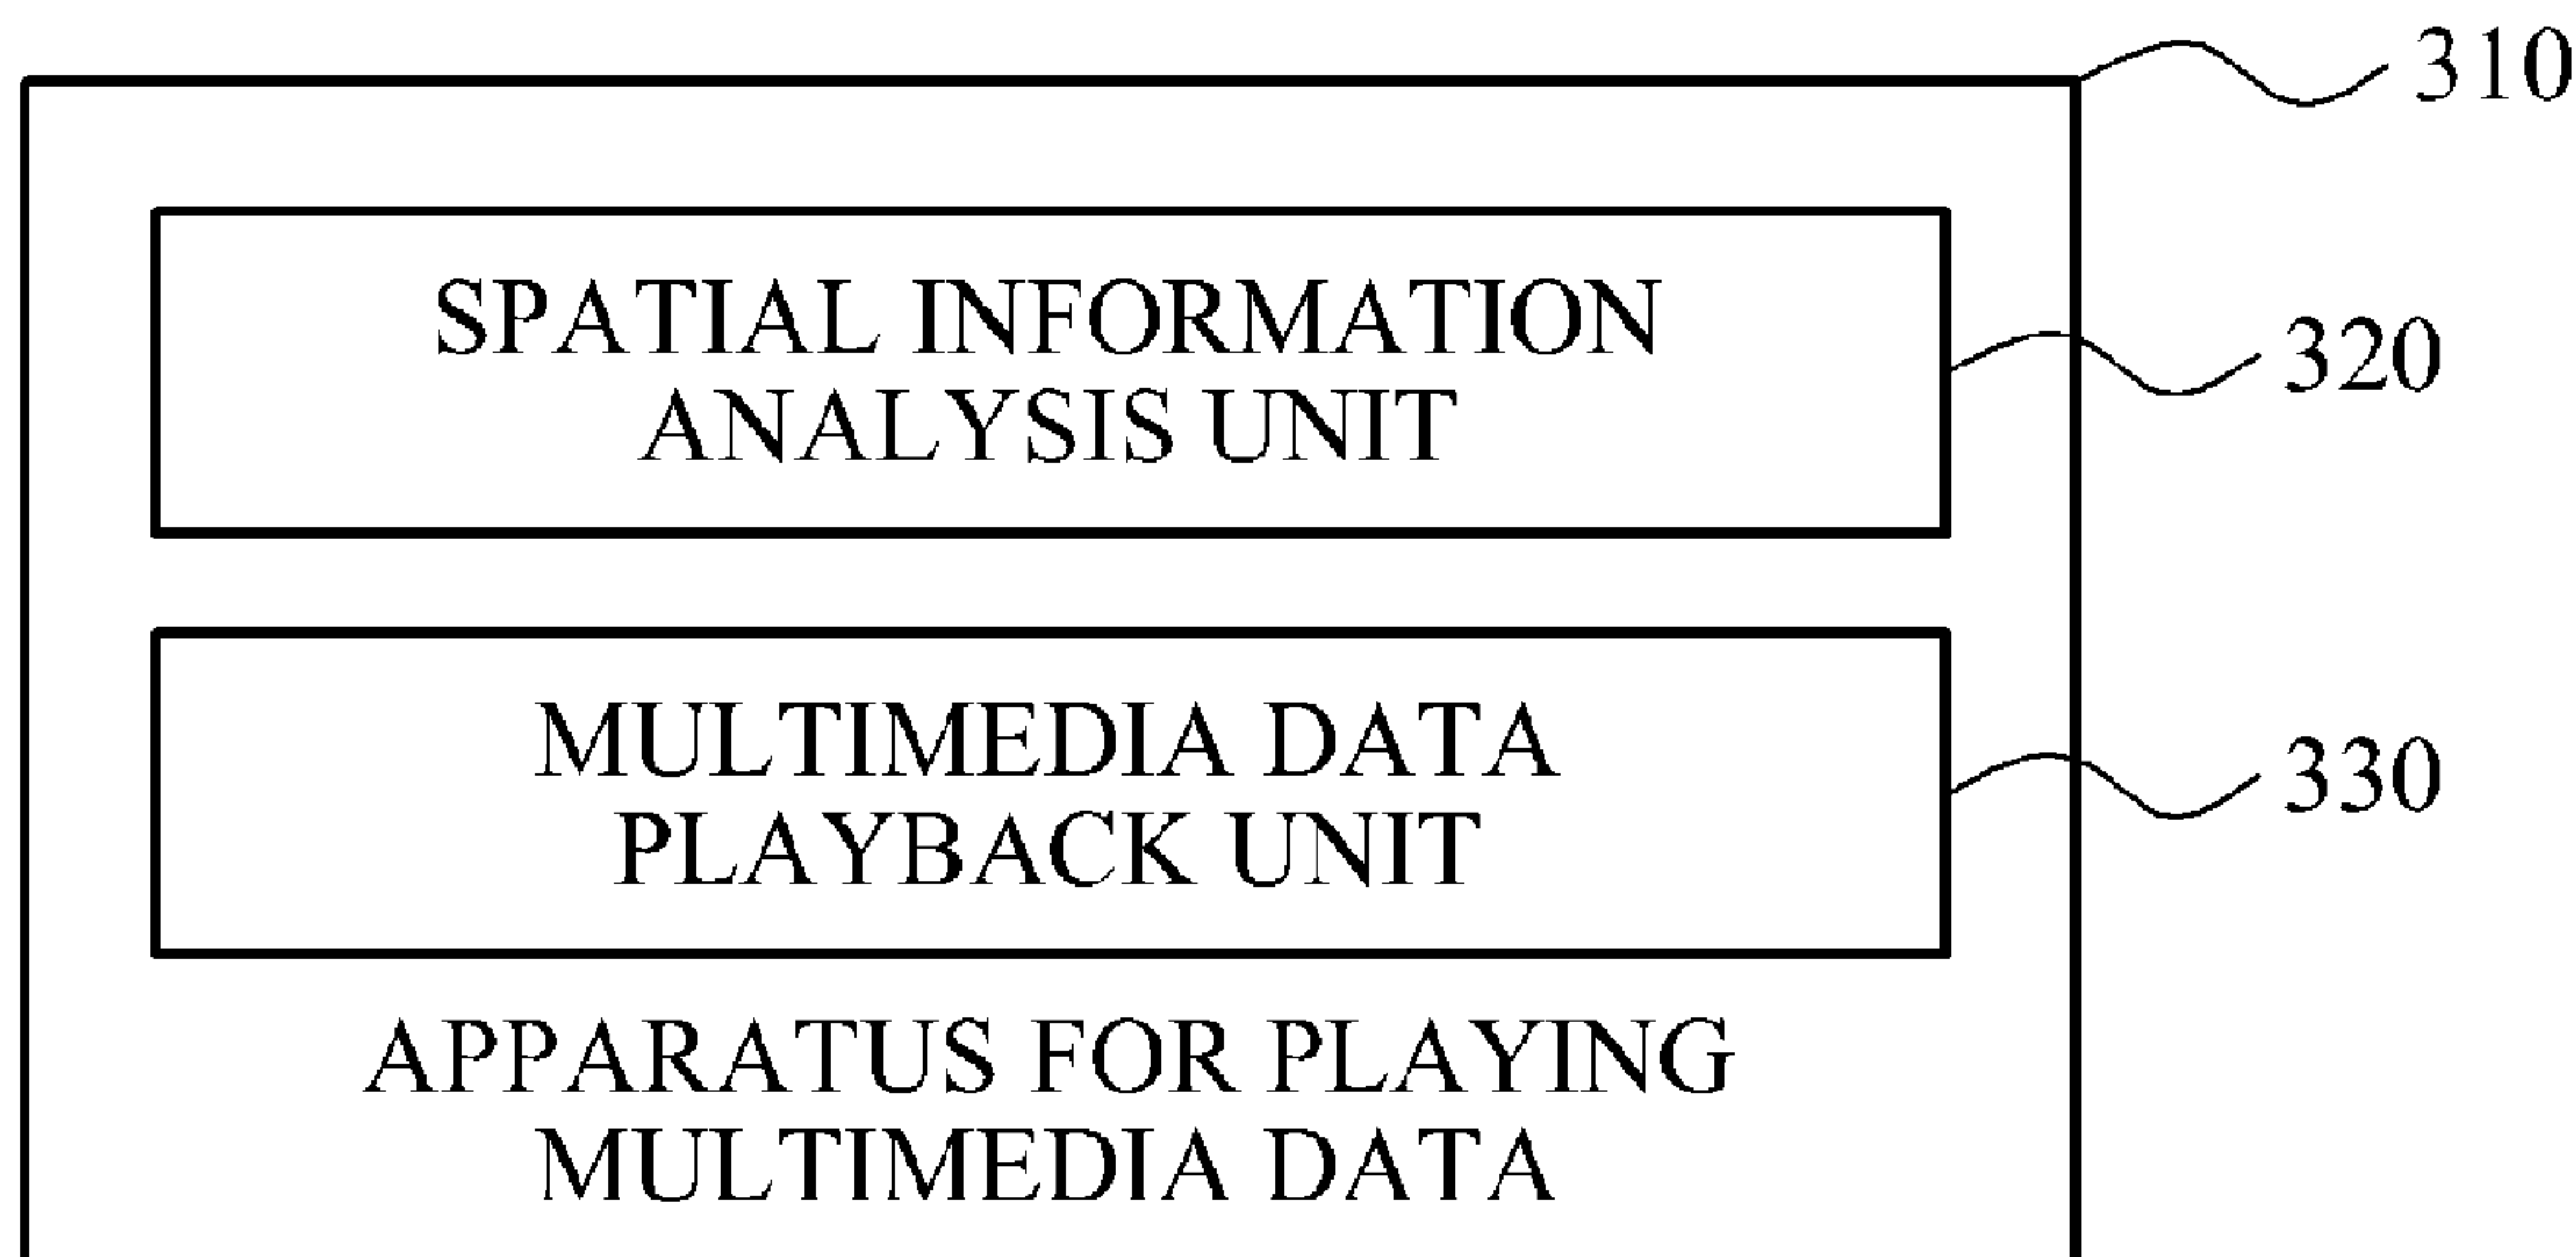 310
SPATIAL INFORMATION
ANALYSIS UNIT
320
MULTIMEDIA DATA
PLAYBACK UNIT
330
APPARATUS FOR PLAYING
MULTIMEDIA DATA